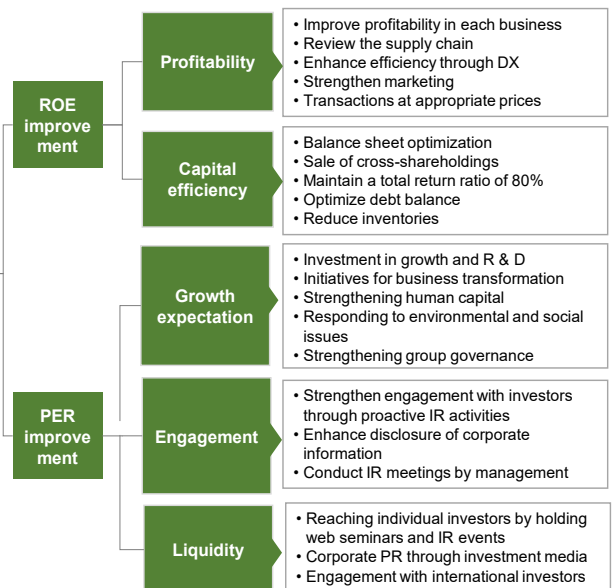 ROE
improve
ment
Profitability
• Improve profitability in each business
• Review the supply chain
• Enhance efficiency through DX
• Strengthen marketing
• Transactions at appropriate prices
Capital
efficiency
• Balance sheet optimization
• Sale of cross-shareholdings
• Maintain a total return ratio of 80%
• Optimize debt balance
• Reduce inventories
PER
improve
ment
Growth
expectation
• Investment in growth and R & D
• Initiatives for business transformation
• Strengthening human capital
• Responding to environmental and social
issues
• Strengthening group governance
Engagement
• Strengthen engagement with investors
through proactive IR activities
• Enhance disclosure of corporate
information
• Conduct IR meetings by management
Liquidity
• Reaching individual investors by holding
web seminars and IR events
• Corporate PR through investment media
• Engagement with international investors